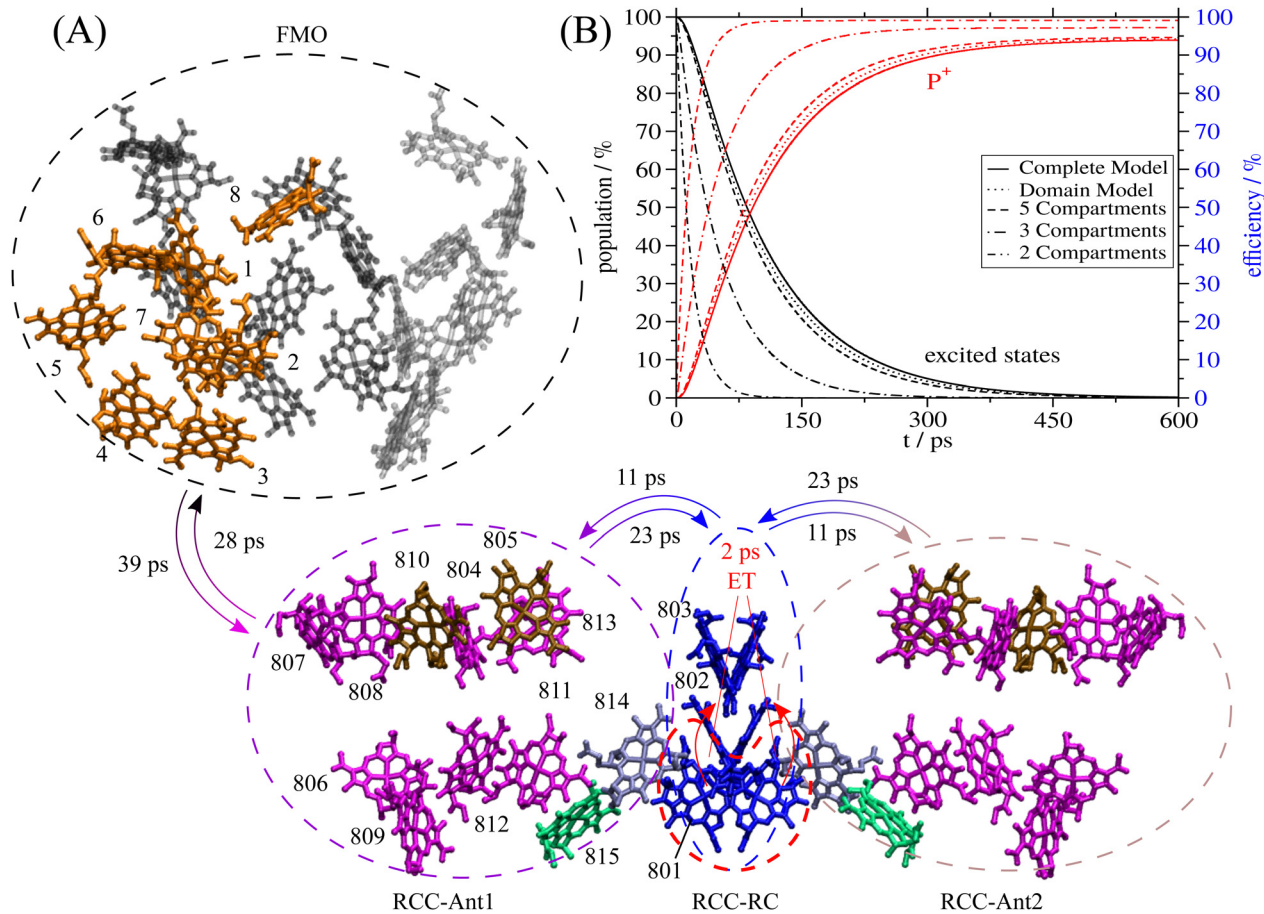 (A)
FMO
8
6
1
7
5
2
4
3
(B)
100
90
80
70
60
50
40
30
20
10
0
population / %
P+
Complete Model
Domain Model
5 Compartments
3 Compartments
2 Compartments
excited states
100
90
80
70
60
50
40
30
20
10
0
efficiency / %
0
150
300
450
600
t / ps
39 ps
28 ps
11 ps
23 ps
23 ps
11 ps
2 ps
ET
805
810
804
803
813
807
808
811
802
814
806
812
809
815
801
RCC-Ant1
RCC-RC
RCC-Ant2